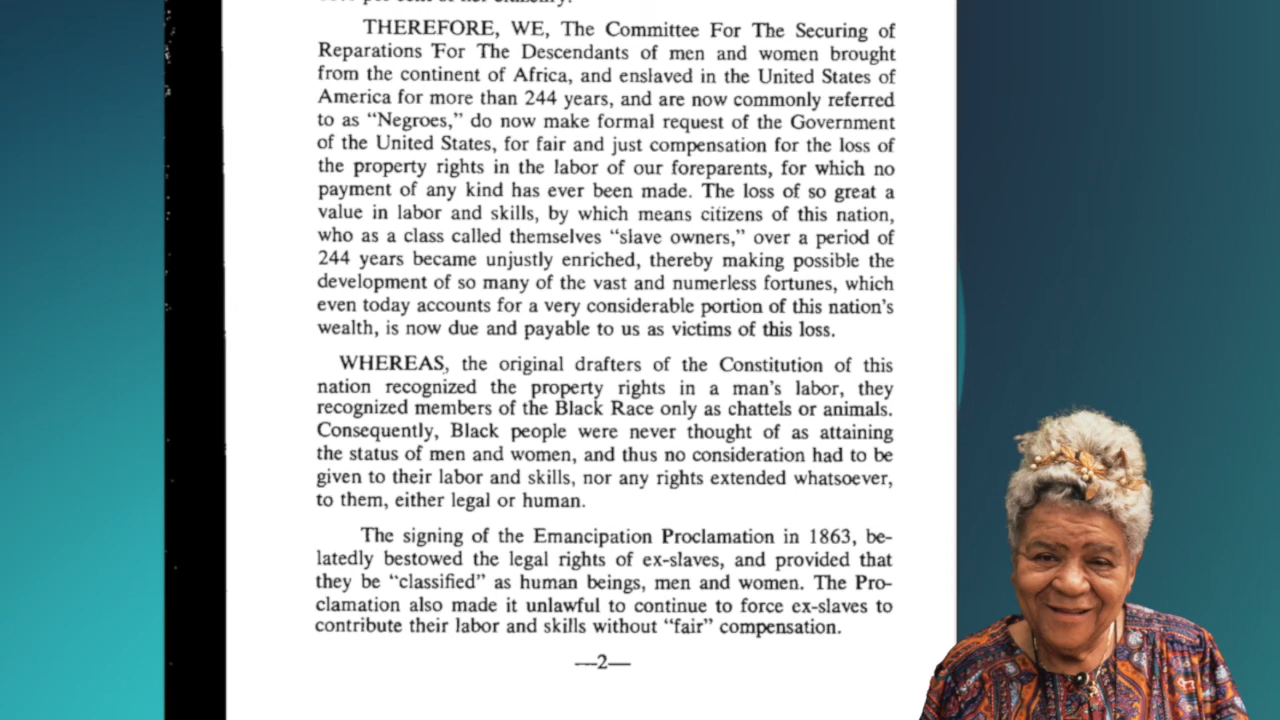 THEREFORE, WE, The Committee For The Securing of
Reparations For The Descendants of men and women brought
from the continent of Africa, and enslaved in the United States of
America for more than 244 years, and are now commonly referred
to as “Negroes,” do now make formal request of the Government
of the United States, for fair and just compensation for the loss of
the property rights in the labor of our foreparents, for which no
payment of any kind has ever been made. The loss of so great a
value in labor and skills, by which means citizens of this nation,
who as a class called themselves “slave owners,” over a period of
244 years became unjustly enriched, thereby making possible the
development of so many of the vast and numerless fortunes, which
even today accounts for a very considerable portion of this nation’s
wealth, is now due and payable to us as victims of this loss.
WHEREAS, the original drafters of the Constitution of this
nation recognized the property rights in a man’s labor, they
recognized members of the Black Race only as chattels or animals.
Consequently, Black people were never thought of as attaining
the status of men and women, and thus no consideration had to be
given to their labor and skills, nor any rights extended whatsoever,
to them, either legal or human.
The signing of the Emancipation Proclamation in 1863, be-
latedly bestowed the legal rights of ex-slaves, and provided that
they be “classified” as human beings, men and women. The Pro-
clamation also made it unlawful to continue to force ex-slaves to
contribute their labor and skills without “fair” compensation.
—2—